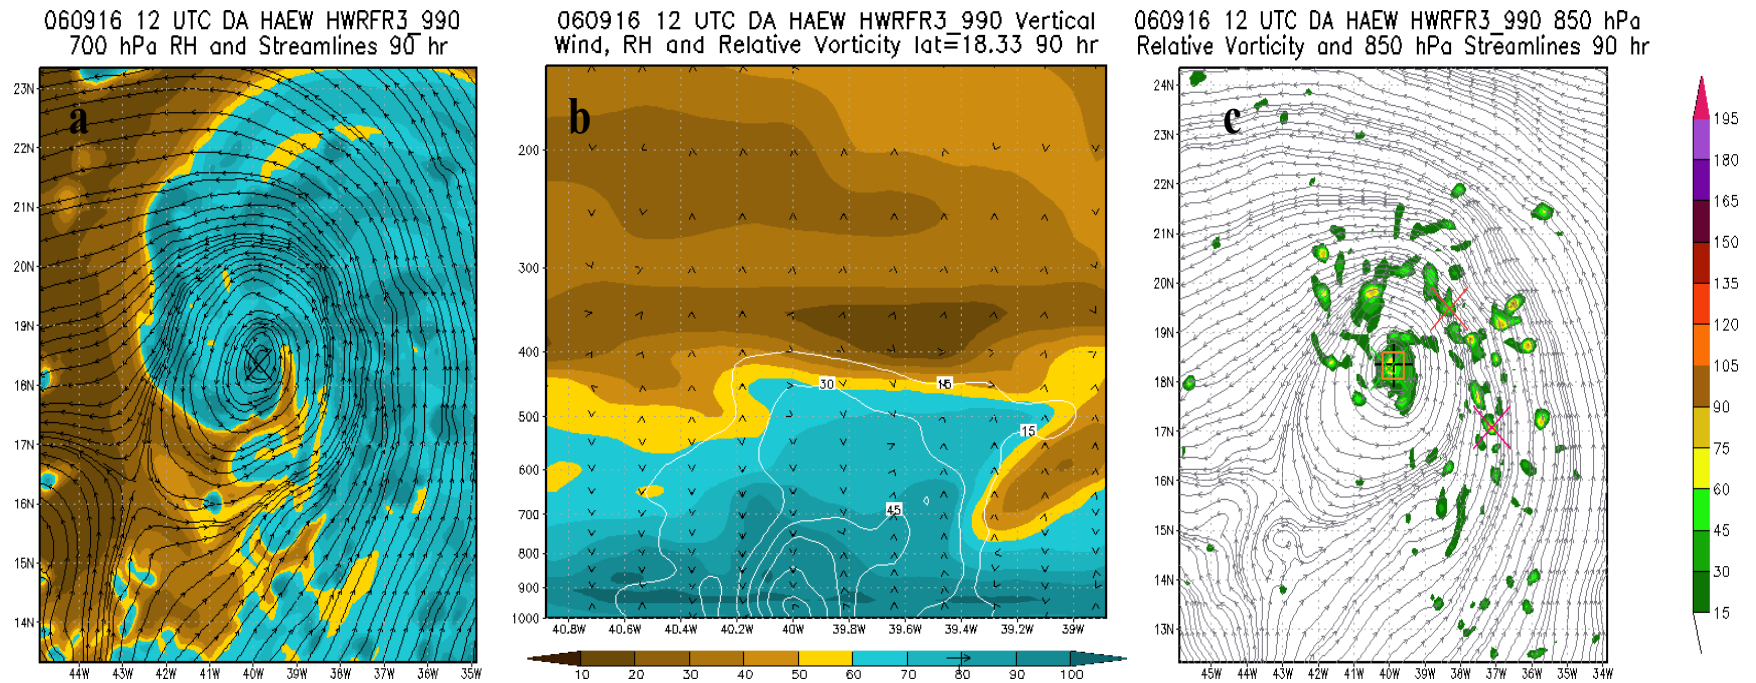 060916 12 UTC DA HAEW HWRFR3_990
700 hPa RH and Streamlines 90 hr
060916 12 UTC DA HAEW HWRFR3_990 Vertical
Wind, RH and Relative Vorticity lat=18.33 90 hr
060916 12 UTC DA HAEW HWRFR3_990 850 hPa
Relative Vorticity and 850 hPa Streamlines 90 hr
a
23N
22N
21N
20N
19N
18N
17N
16N
15N
14N
44W 43W 42W 41W 40W 39W 38W 37W 36W 35W
b
200
300
400
500
600
700
800
900
1000
30
15
15
45
40.8W 40.6W 40.4W 40.2W 40W 39.8W 39.6W 39.4W 39.2W 39W
10 20 30 40 50 60 70 80 90 100
c
24N
23N
22N
21N
20N
19N
18N
17N
16N
15N
14N
13N
45W 44W 43W 42W 41W 40W 39W 38W 37W 36W 35W 34W
195
180
165
150
135
120
105
90
75
60
45
30
15